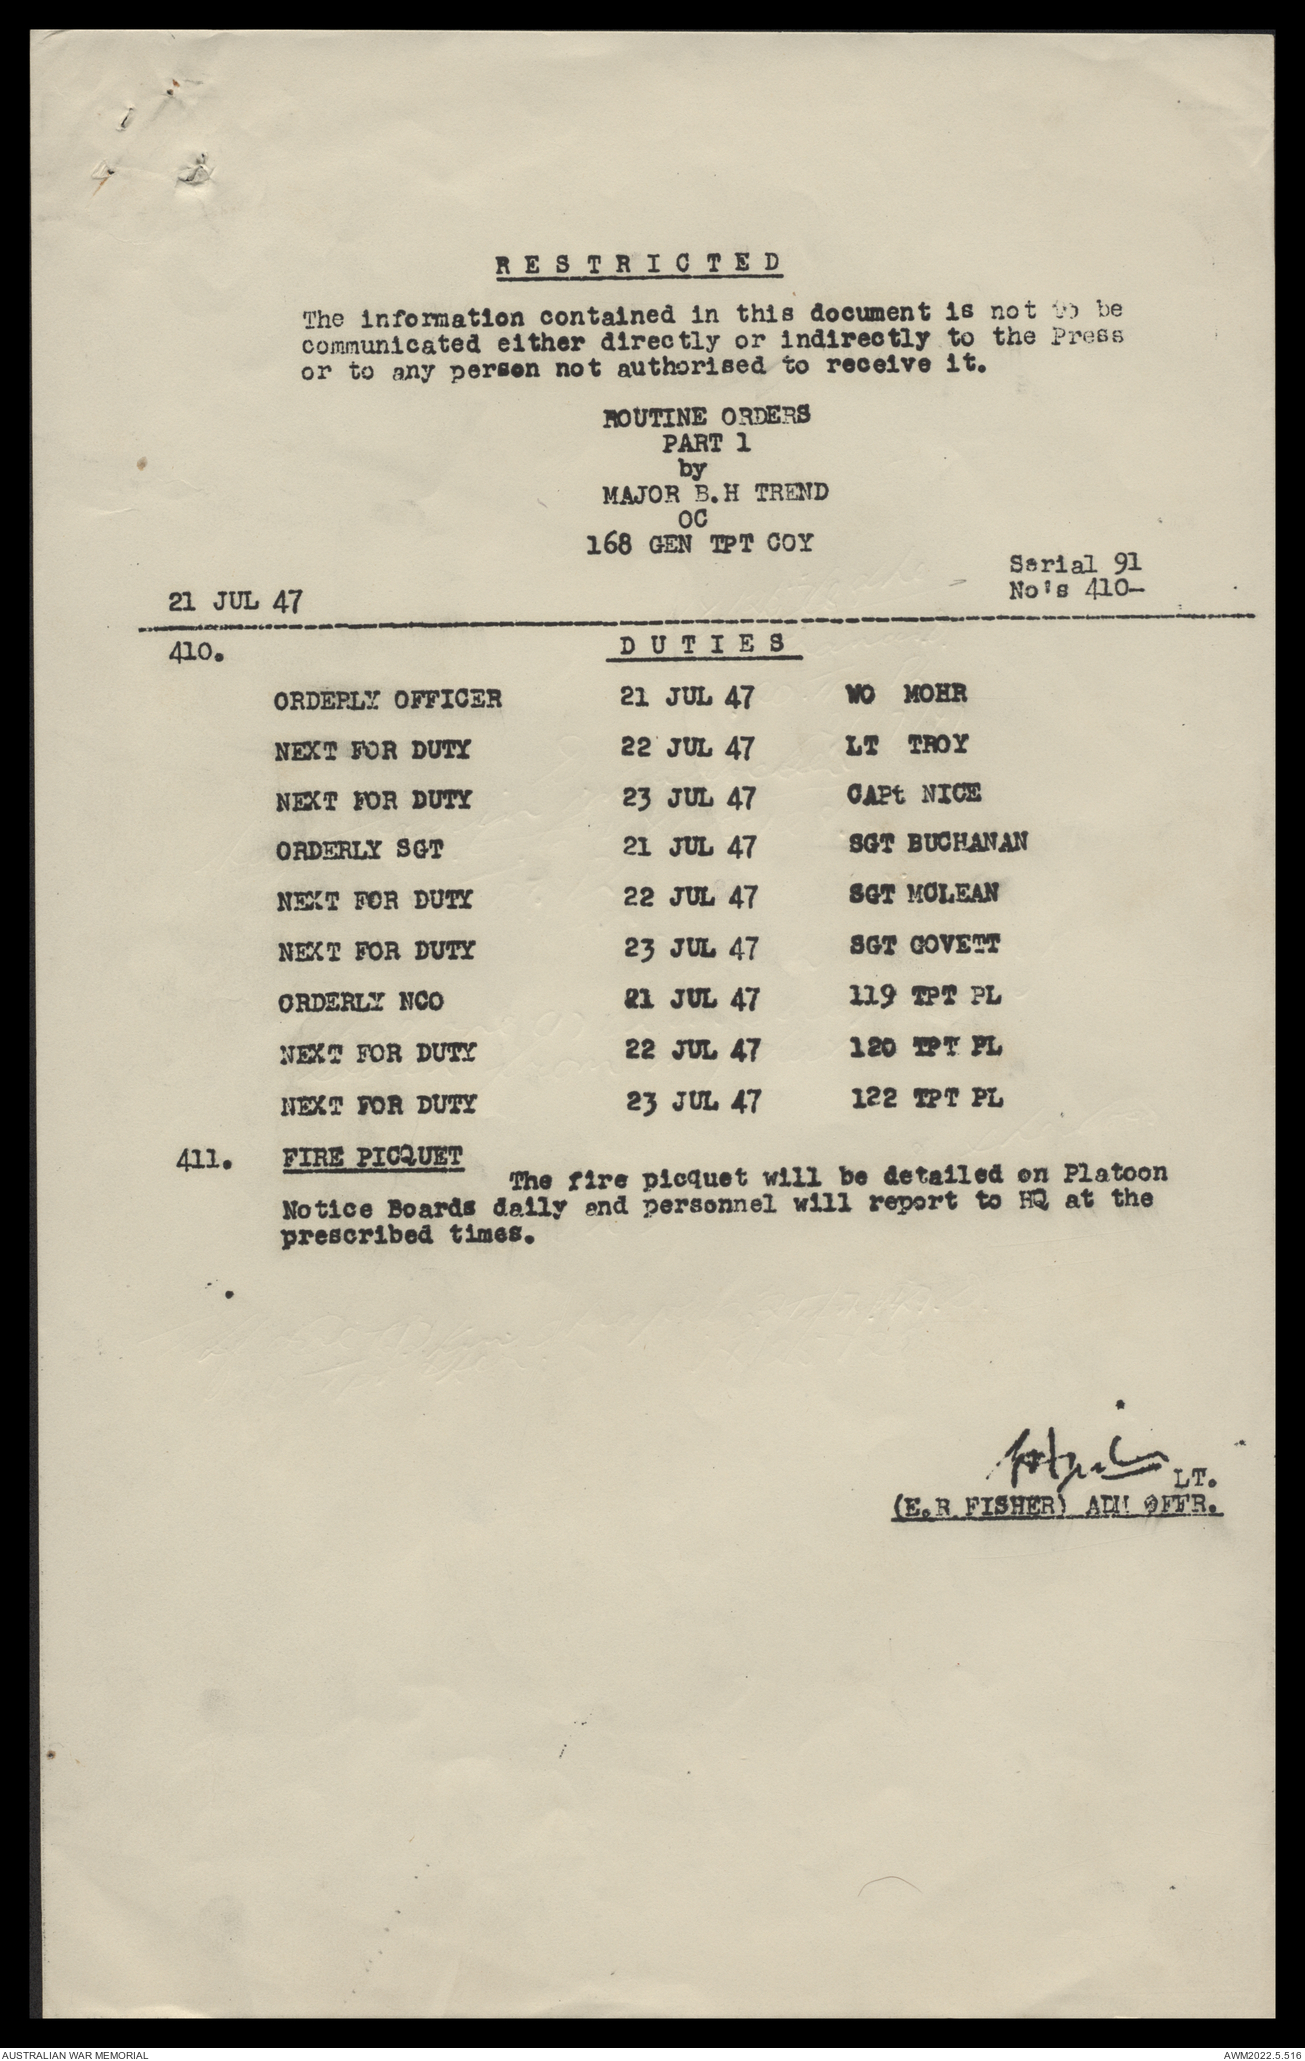 RESTRICTED
The information contained in this document is not to be
communicated either directly or indirectly to the Press
or to any person not authorised to receive it.
ROUTINE ORDERS
PART 1
by
MAJOR B.H TREND
OC
168 GEN TPT COY
Serial 91
No's 410-
21 JUL 47
410. DUTIES
ORDERLY OFFICER 21 JUL 47 WO MOHR
NEXT FOR DUTY 22 JUL 47 LT TROY
NEXT FOR DUTY 23 JUL 47 CAPt NICE
ORDERLY SGT 21 JUL 47 SGT BUCHANAN
NEXT FOR DUTY 22 JUL 47 SGT MCLEAN
NEXT FOR DUTY 23 JUL 47 SGT GOVETT
ORDERLY NCO 21 JUL 47 119 TPT PL
NEXT FOR DUTY 22 JUL 47 120 TPT PL
NEXT FOR DUTY 23 JUL 47 122 TPT PL
411. FIRE PICQUET
The fire picquet will be detailed on Platoon
Notice Boards daily and personnel will report to HQ at the
prescribed times.
LT.
(E.R FISHER) ADM OFFR.
AUSTRALIAN WAR MEMORIAL
AWM2022.5.516